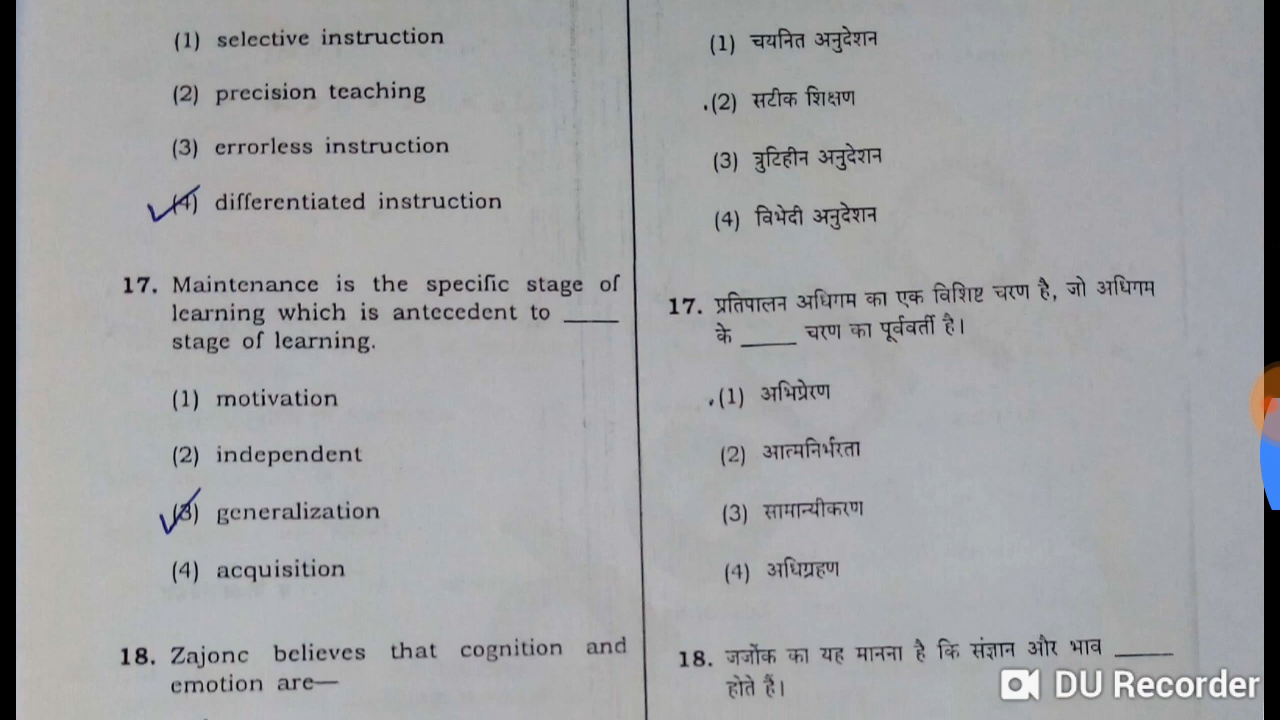 (1) selective instruction
(2) precision teaching
(3) errorless instruction
(4) differentiated instruction
17. Maintenance is the specific stage of
learning which is antecedent to ____
stage of learning.
(1) motivation
(2) independent
(3) generalization
(4) acquisition
18. Zajonc believes that cognition and
emotion are—
(1) चयनित अनुदेशन
(2) सटीक शिक्षण
(3) त्रुटिहीन अनुदेशन
(4) विभेदी अनुदेशन
17. प्रतिपालन अधिगम का एक विशिष्ट चरण है, जो अधिगम
के ____ चरण का पूर्ववर्ती है।
(1) अभिप्रेरण
(2) आत्मनिर्भरता
(3) सामान्यीकरण
(4) अधिग्रहण
18. जजोंक का यह मानना है कि संज्ञान और भाव ____
होते हैं।
DU Recorder